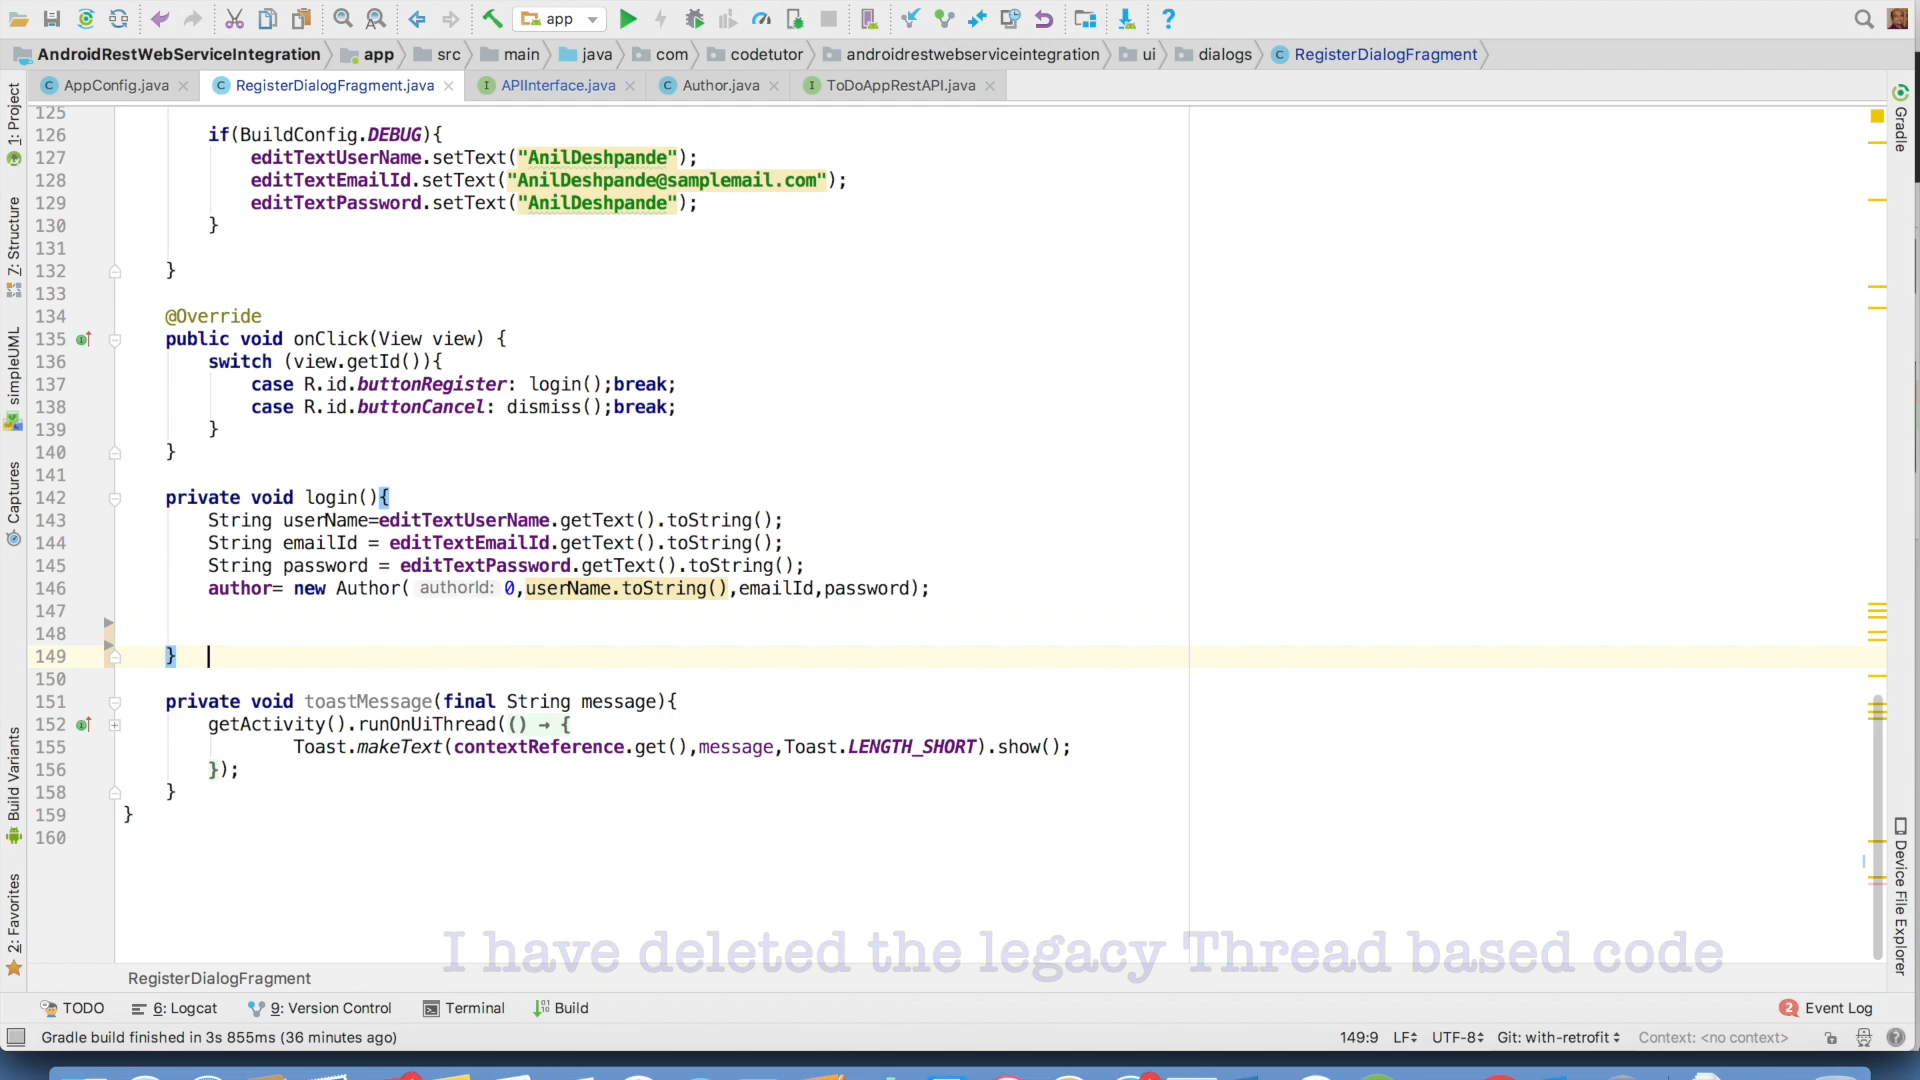 app
AndroidRestWebServiceIntegration app src main java com codetutor androidrestwebserviceintegration ui dialogs RegisterDialogFragment
AppConfig.java RegisterDialogFragment.java APIInterface.java Author.java ToDoAppRestAPI.java
1: Project
7: Structure
simpleUML
Captures
Build Variants
2: Favorites
Gradle
Device File Explorer
125
126 if(BuildConfig.DEBUG){
127 editTextUserName.setText("AnilDeshpande");
128 editTextEmailId.setText("AnilDeshpande@samplemail.com");
129 editTextPassword.setText("AnilDeshpande");
130 }
131
132 }
133
134 @Override
135 public void onClick(View view) {
136 switch (view.getId()){
137 case R.id.buttonRegister: login();break;
138 case R.id.buttonCancel: dismiss();break;
139 }
140 }
141
142 private void login(){
143 String userName=editTextUserName.getText().toString();
144 String emailId = editTextEmailId.getText().toString();
145 String password = editTextPassword.getText().toString();
146 author= new Author( authorId: 0,userName.toString(),emailId,password);
147
148
149 }
150
151 private void toastMessage(final String message){
152 getActivity().runOnUiThread(() → {
155 Toast.makeText(contextReference.get(),message,Toast.LENGTH_SHORT).show();
156 });
158 }
159 }
160
I have deleted the legacy Thread based code
RegisterDialogFragment
TODO 6: Logcat 9: Version Control Terminal Build 2 Event Log
Gradle build finished in 3s 855ms (36 minutes ago) 149:9 LF UTF-8 Git: with-retrofit Context: <no context>